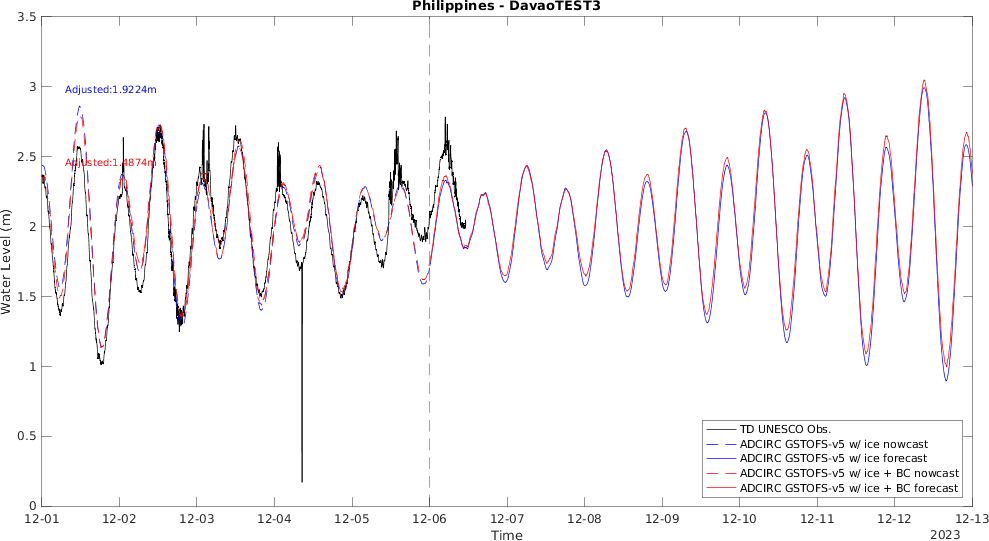 Philippines - DavaoTEST3
3.5
3
2.5
2
1.5
1
0.5
0
Water Level (m)
Adjusted:1.9224m
Adjusted:1.4874m
TD UNESCO Obs.
ADCIRC GSTOFS-v5 w/ ice nowcast
ADCIRC GSTOFS-v5 w/ ice forecast
ADCIRC GSTOFS-v5 w/ ice + BC nowcast
ADCIRC GSTOFS-v5 w/ ice + BC forecast
12-01 12-02 12-03 12-04 12-05 12-06 12-07 12-08 12-09 12-10 12-11 12-12 12-13
Time
2023